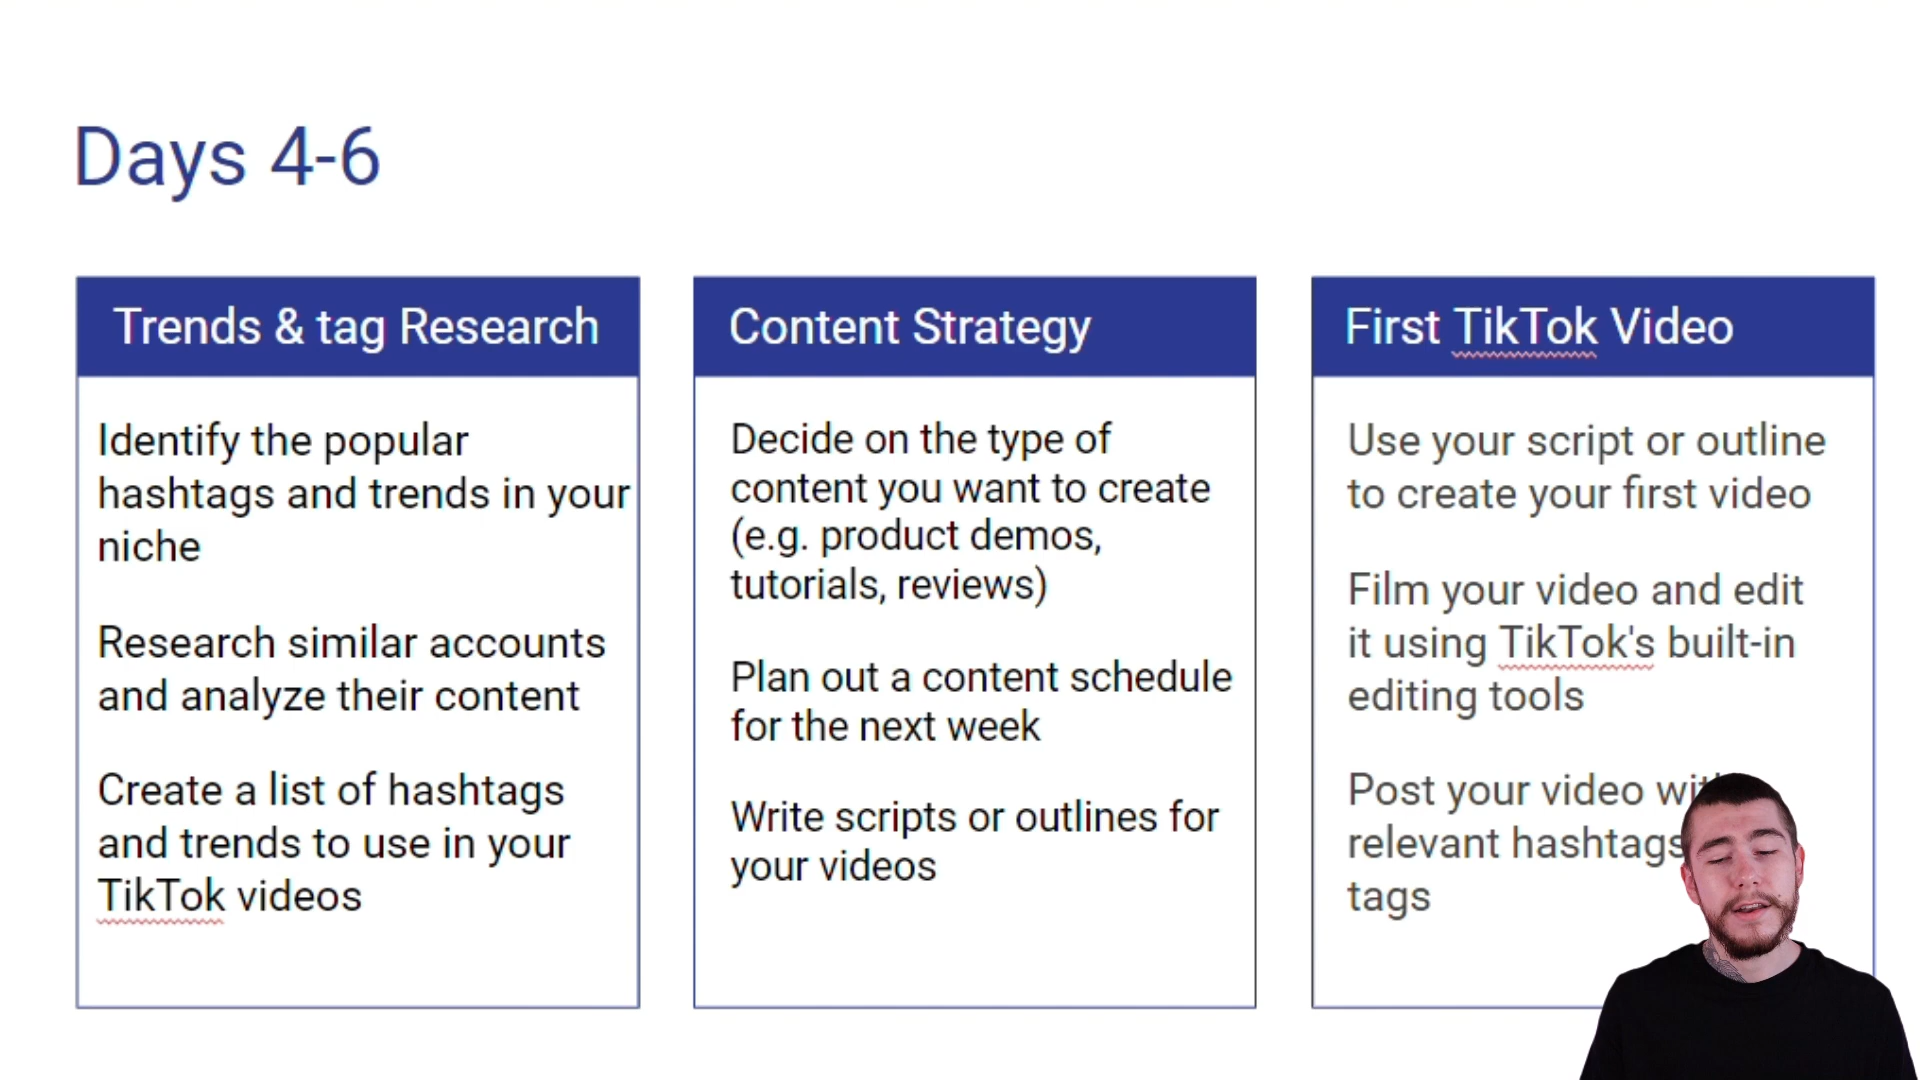 Days 4-6
Trends & tag Research
Identify the popular
hashtags and trends in your
niche
Research similar accounts
and analyze their content
Create a list of hashtags
and trends to use in your
TikTok videos
Content Strategy
Decide on the type of
content you want to create
(e.g. product demos,
tutorials, reviews)
Plan out a content schedule
for the next week
Write scripts or outlines for
your videos
First TikTok Video
Use your script or outline
to create your first video
Film your video and edit
it using TikTok's built-in
editing tools
Post your video
relevant hashtags
tags